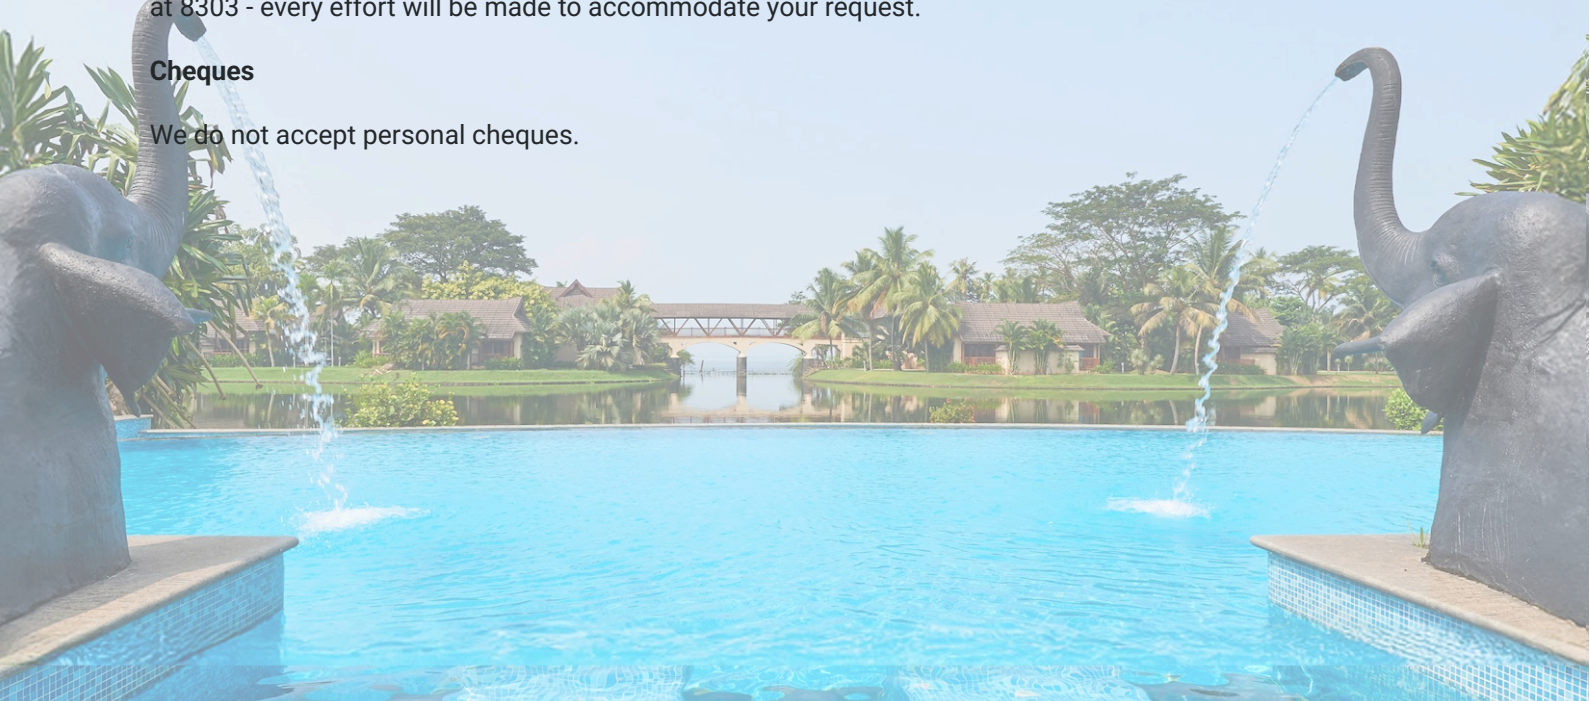 at 8303 - every effort will be made to accommodate your request.
Cheques
We do not accept personal cheques.